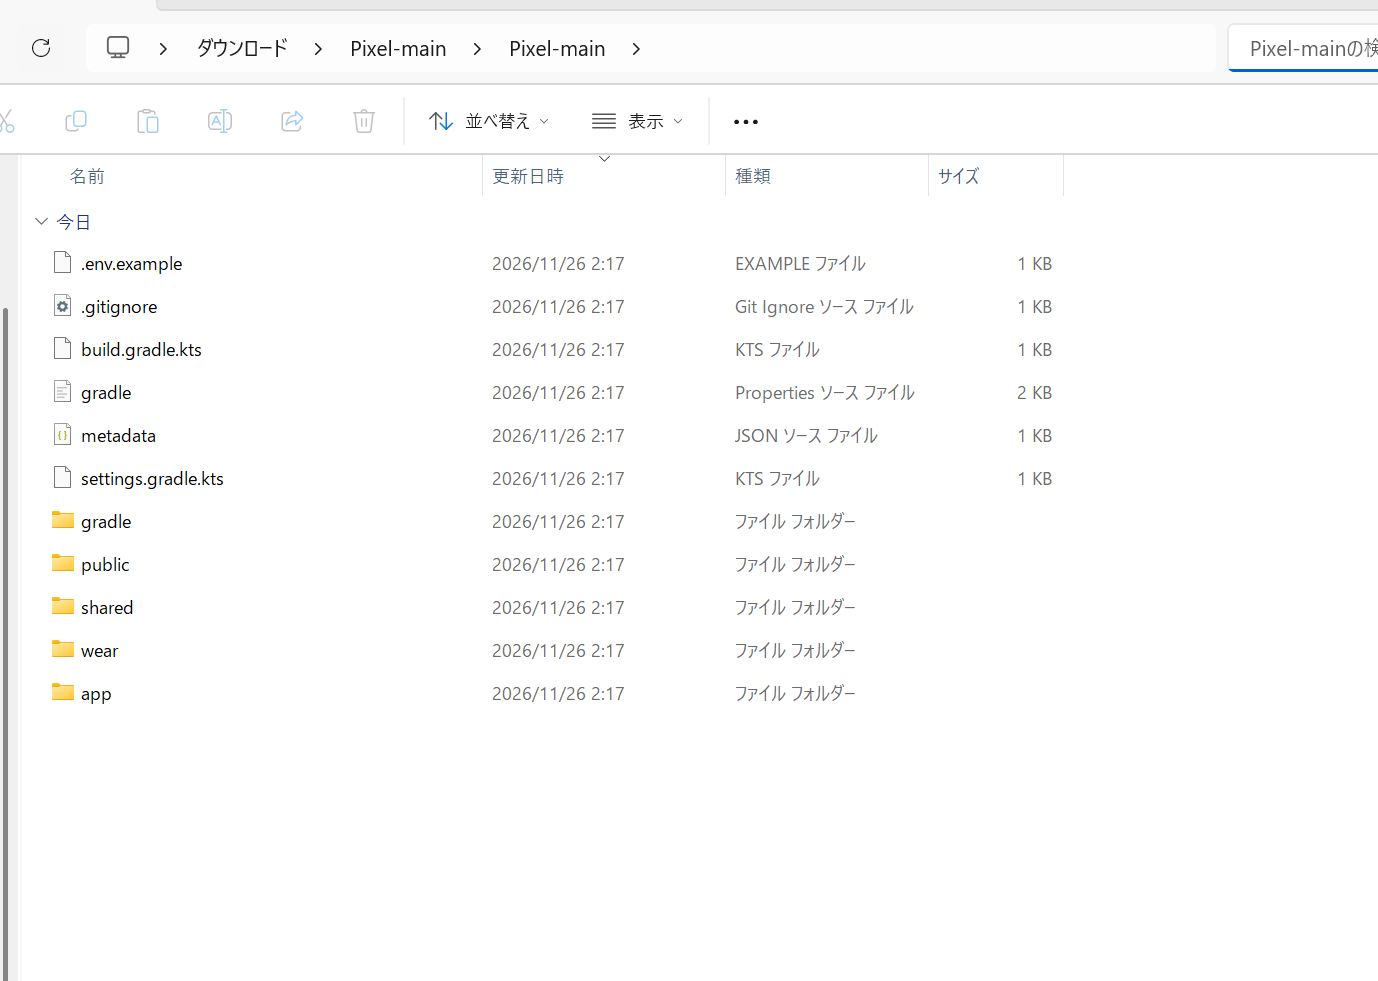 ダウンロード > Pixel-main > Pixel-main >
Pixel-mainの検
並べ替え 表示
名前 更新日時 種類 サイズ
今日
.env.example 2026/11/26 2:17 EXAMPLE ファイル 1 KB
.gitignore 2026/11/26 2:17 Git Ignore ソース ファイル 1 KB
build.gradle.kts 2026/11/26 2:17 KTS ファイル 1 KB
gradle 2026/11/26 2:17 Properties ソース ファイル 2 KB
metadata 2026/11/26 2:17 JSON ソース ファイル 1 KB
settings.gradle.kts 2026/11/26 2:17 KTS ファイル 1 KB
gradle 2026/11/26 2:17 ファイル フォルダー
public 2026/11/26 2:17 ファイル フォルダー
shared 2026/11/26 2:17 ファイル フォルダー
wear 2026/11/26 2:17 ファイル フォルダー
app 2026/11/26 2:17 ファイル フォルダー